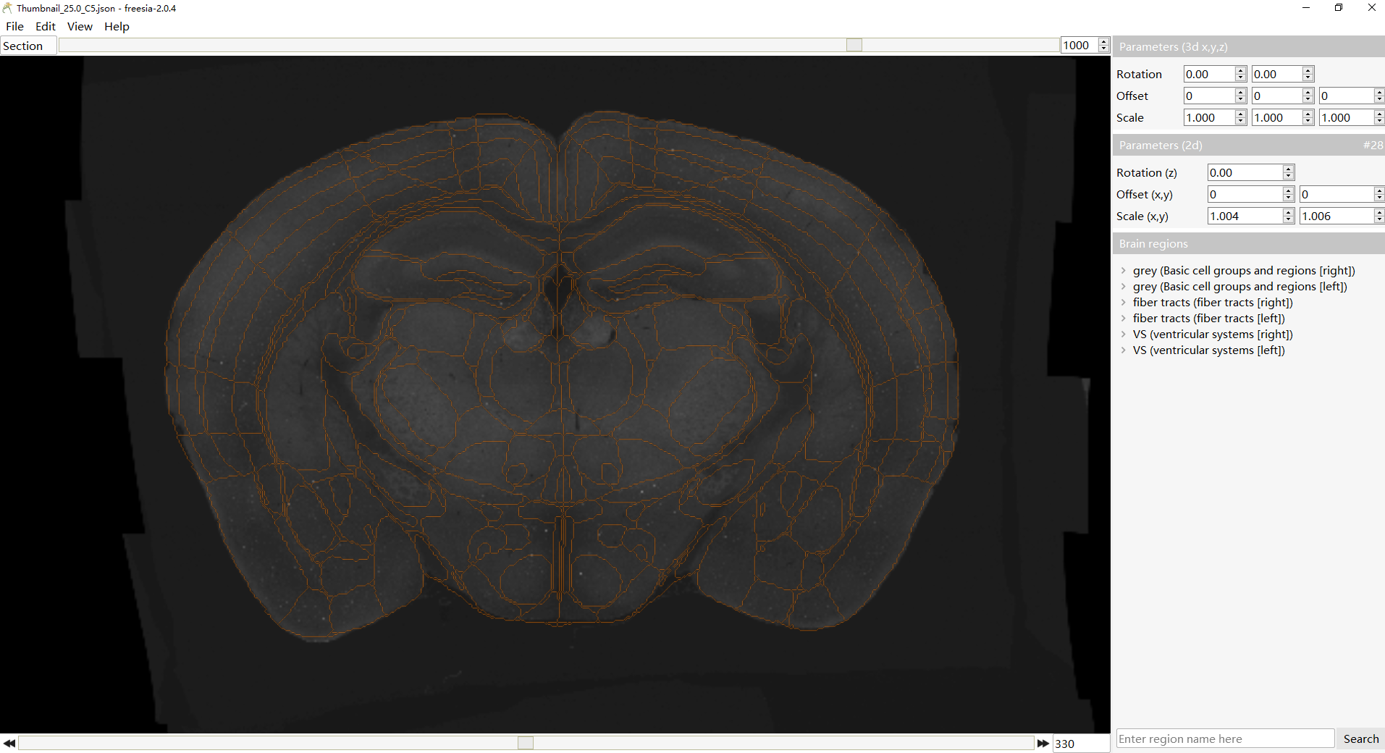 Thumbnail_25.0_C5.json - freesia-2.0.4
File Edit View Help
Section 1000
Parameters (3d x,y,z)
Rotation 0.00 0.00
Offset 0 0 0
Scale 1.000 1.000 1.000
Parameters (2d) #28
Rotation (z) 0.00
Offset (x,y) 0 0
Scale (x,y) 1.004 1.006
Brain regions
grey (Basic cell groups and regions [right])
grey (Basic cell groups and regions [left])
fiber tracts (fiber tracts [right])
fiber tracts (fiber tracts [left])
VS (ventricular systems [right])
VS (ventricular systems [left])
Enter region name here Search
330